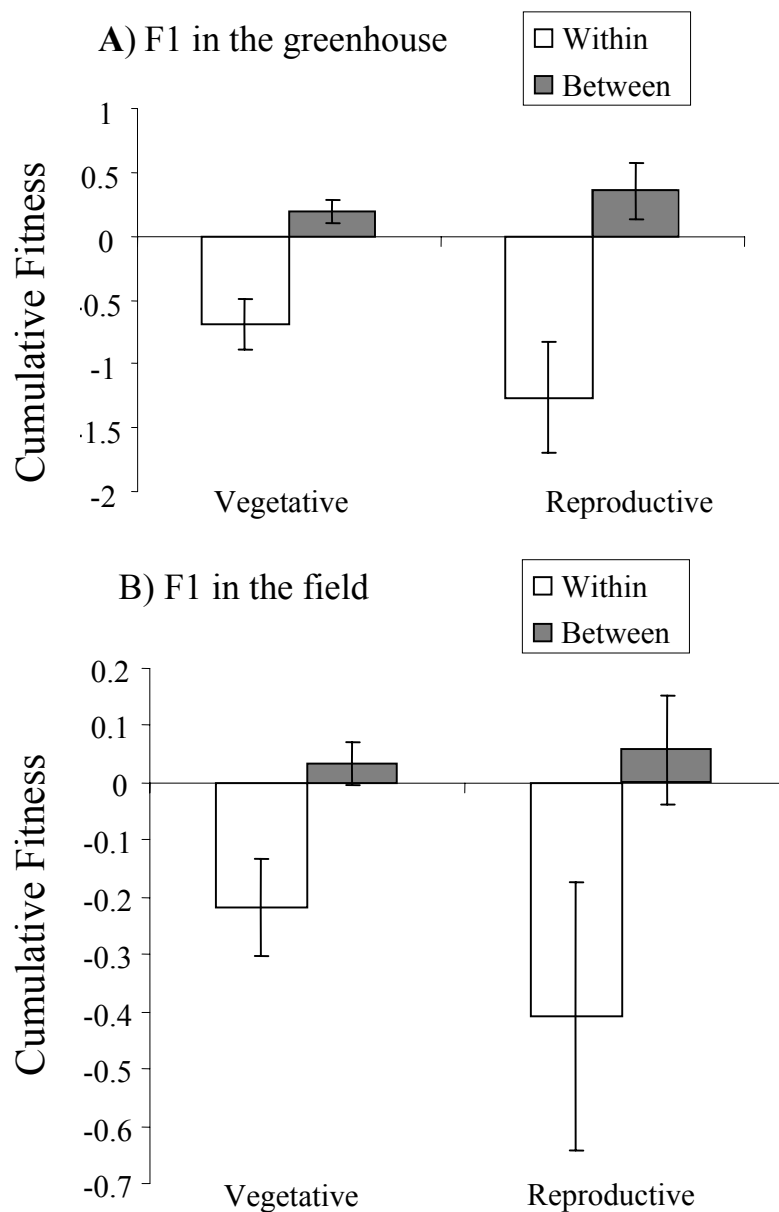 A) F1 in the greenhouse
Within
Between
Cumulative Fitness
1
0.5
0
-0.5
-1
-1.5
-2
Vegetative Reproductive
B) F1 in the field
Within
Between
Cumulative Fitness
0.2
0.1
0
-0.1
-0.2
-0.3
-0.4
-0.5
-0.6
-0.7
Vegetative Reproductive